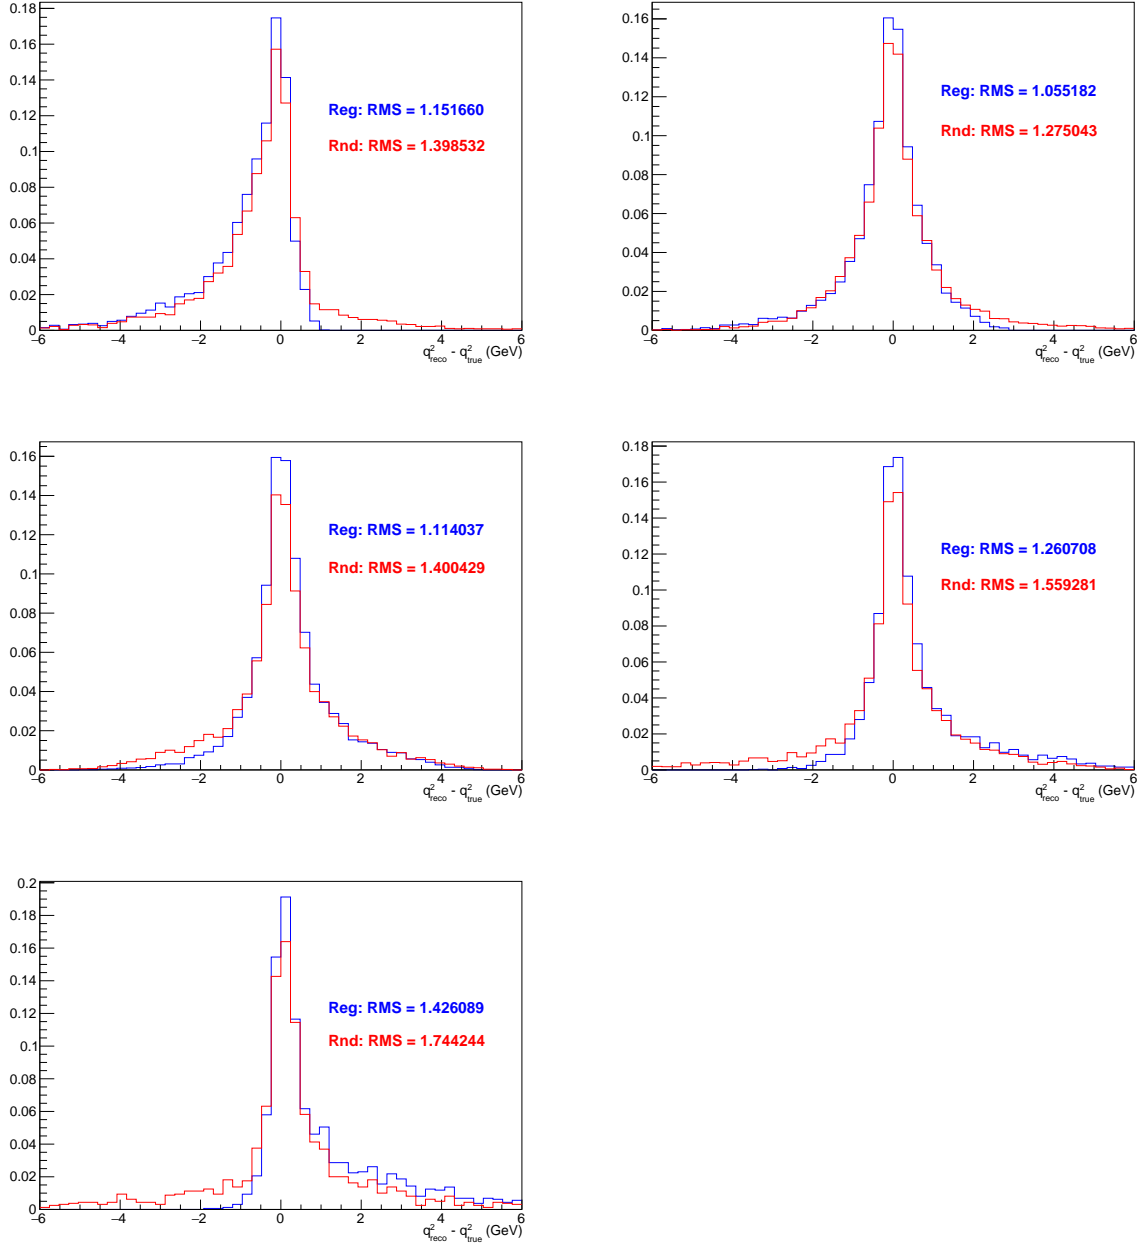 0.18
0.16
0.14
0.12
0.1
0.08
0.06
0.04
0.02
0
−6 −4 −2 0 2 4 6
Reg: RMS = 1.151660
Rnd: RMS = 1.398532
q²reco - q²true (GeV)
0.16
0.14
0.12
0.1
0.08
0.06
0.04
0.02
0
−6 −4 −2 0 2 4 6
Reg: RMS = 1.055182
Rnd: RMS = 1.275043
q²reco - q²true (GeV)
0.16
0.14
0.12
0.1
0.08
0.06
0.04
0.02
0
−6 −4 −2 0 2 4 6
Reg: RMS = 1.114037
Rnd: RMS = 1.400429
q²reco - q²true (GeV)
0.18
0.16
0.14
0.12
0.1
0.08
0.06
0.04
0.02
0
−6 −4 −2 0 2 4 6
Reg: RMS = 1.260708
Rnd: RMS = 1.559281
q²reco - q²true (GeV)
0.2
0.18
0.16
0.14
0.12
0.1
0.08
0.06
0.04
0.02
0
−6 −4 −2 0 2 4 6
Reg: RMS = 1.426089
Rnd: RMS = 1.744244
q²reco - q²true (GeV)